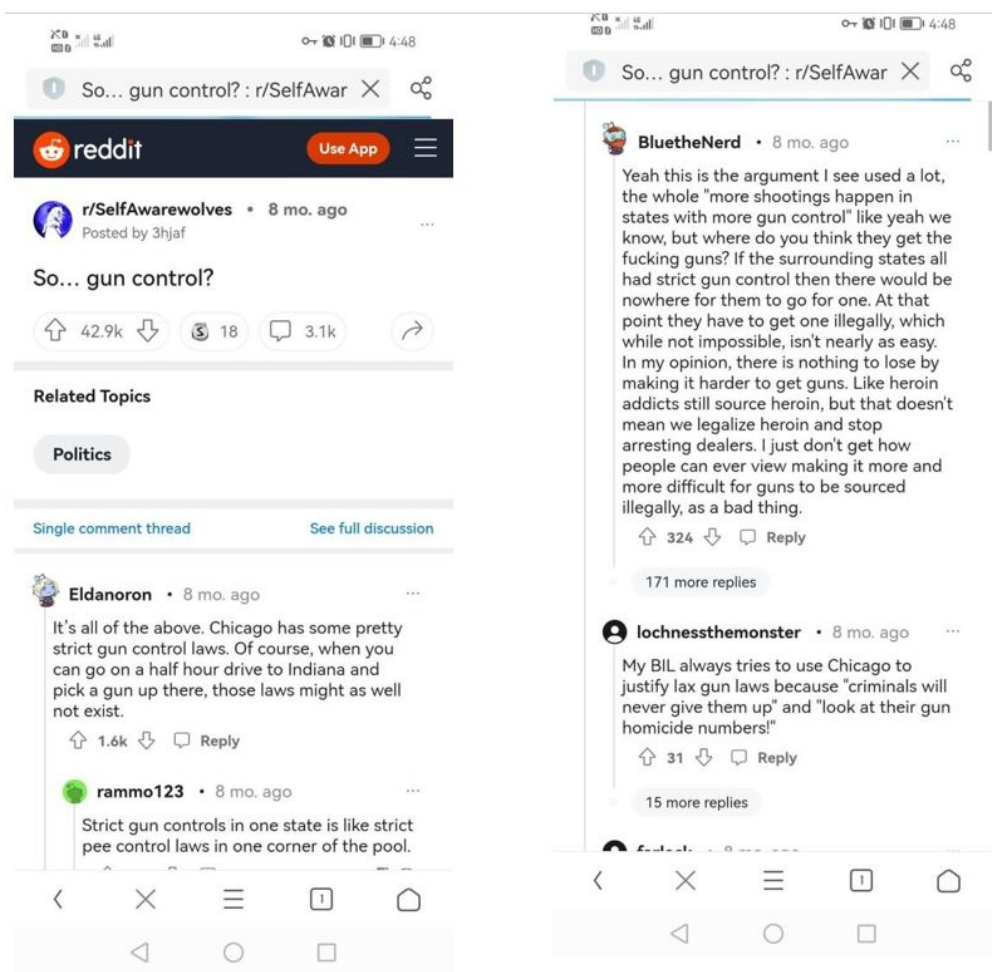 4:48
So... gun control? : r/SelfAwar
reddit
Use App
r/SelfAwarewolves • 8 mo. ago
Posted by 3hjaf
So... gun control?
42.9k
18
3.1k
Related Topics
Politics
Single comment thread
See full discussion
Eldanoron • 8 mo. ago
It's all of the above. Chicago has some pretty
strict gun control laws. Of course, when you
can go on a half hour drive to Indiana and
pick a gun up there, those laws might as well
not exist.
1.6k
Reply
rammo123 • 8 mo. ago
Strict gun controls in one state is like strict
pee control laws in one corner of the pool.
1
4:48
So... gun control? : r/SelfAwar
BluetheNerd • 8 mo. ago
Yeah this is the argument I see used a lot,
the whole "more shootings happen in
states with more gun control" like yeah we
know, but where do you think they get the
fucking guns? If the surrounding states all
had strict gun control then there would be
nowhere for them to go for one. At that
point they have to get one illegally, which
while not impossible, isn't nearly as easy.
In my opinion, there is nothing to lose by
making it harder to get guns. Like heroin
addicts still source heroin, but that doesn't
mean we legalize heroin and stop
arresting dealers. I just don't get how
people can ever view making it more and
more difficult for guns to be sourced
illegally, as a bad thing.
324
Reply
171 more replies
lochnessthemonster • 8 mo. ago
My BIL always tries to use Chicago to
justify lax gun laws because "criminals will
never give them up" and "look at their gun
homicide numbers!"
31
Reply
15 more replies
1